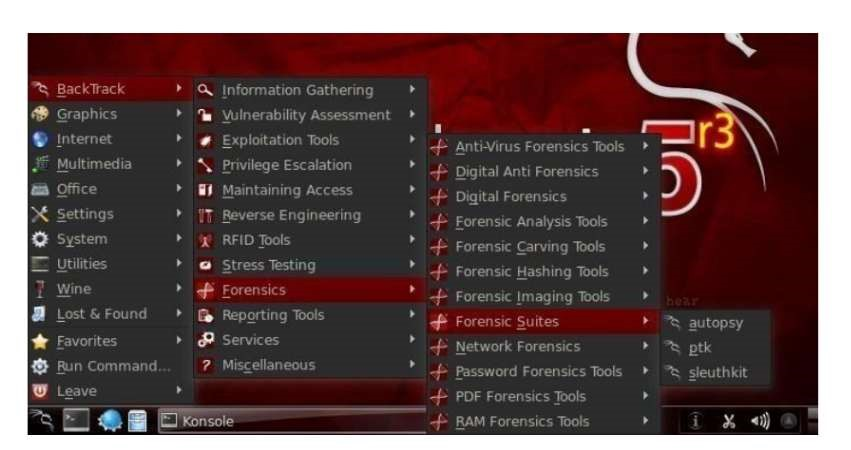 BackTrack
Graphics
Internet
Multimedia
Office
Settings
System
Utilities
Wine
Lost & Found
Favorites
Run Command...
Leave
Information Gathering
Vulnerability Assessment
Exploitation Tools
Privilege Escalation
Maintaining Access
Reverse Engineering
RFID Tools
Stress Testing
Forensics
Reporting Tools
Services
Miscellaneous
Anti-Virus Forensics Tools
Digital Anti Forensics
Digital Forensics
Forensic Analysis Tools
Forensic Carving Tools
Forensic Hashing Tools
Forensic Imaging Tools
Forensic Suites
Network Forensics
Password Forensics Tools
PDF Forensics Tools
RAM Forensics Tools
autopsy
ptk
sleuthkit
5 r3
hear
Konsole